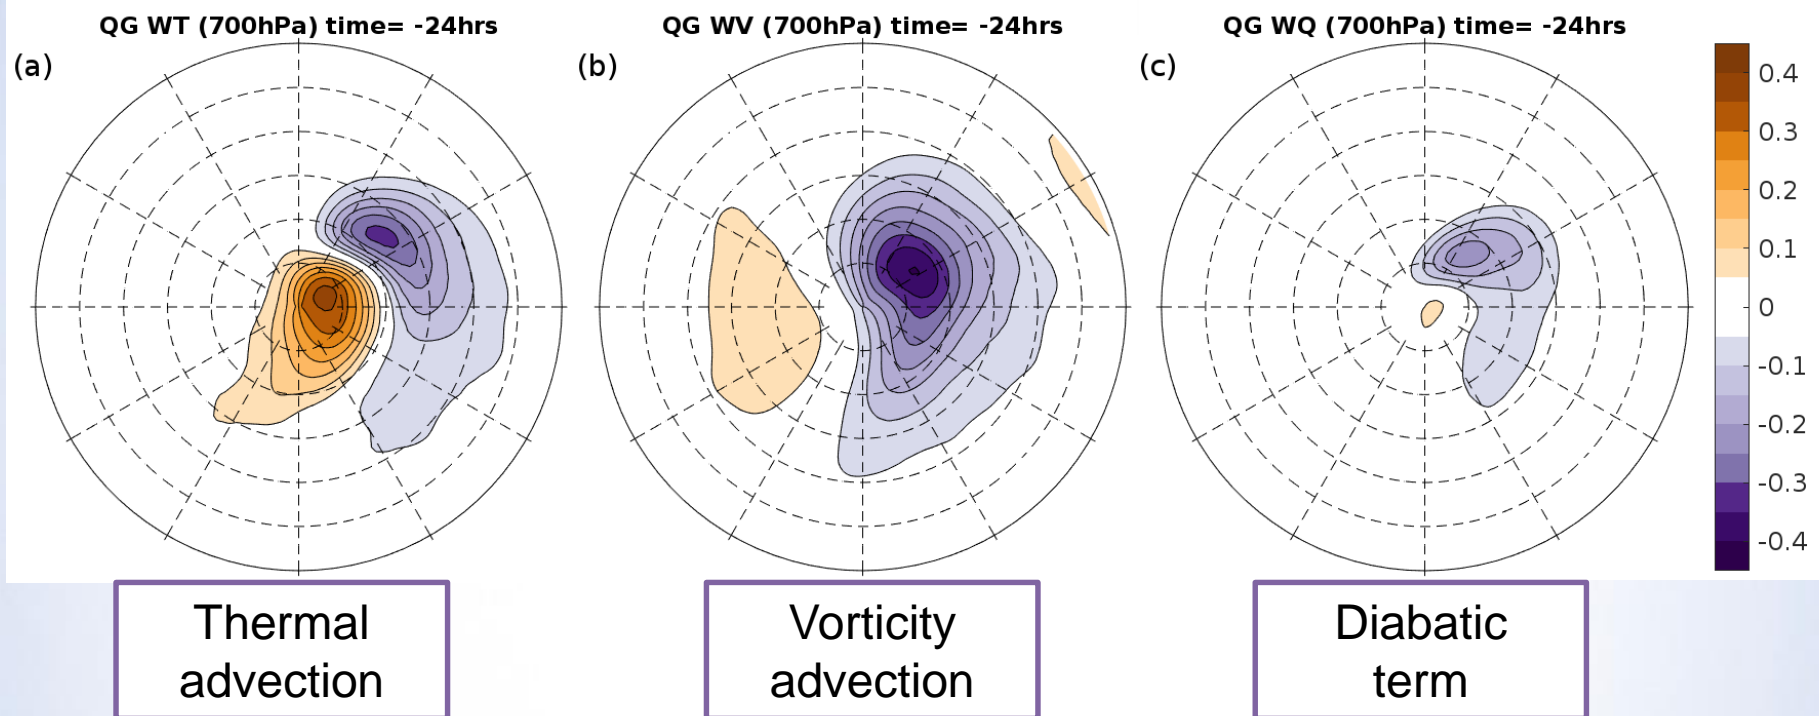 QG WT (700hPa) time= -24hrs
QG WV (700hPa) time= -24hrs
QG WQ (700hPa) time= -24hrs
(a)
(b)
(c)
0.4
0.3
0.2
0.1
0
-0.1
-0.2
-0.3
-0.4
Thermal
advection
Vorticity
advection
Diabatic
term